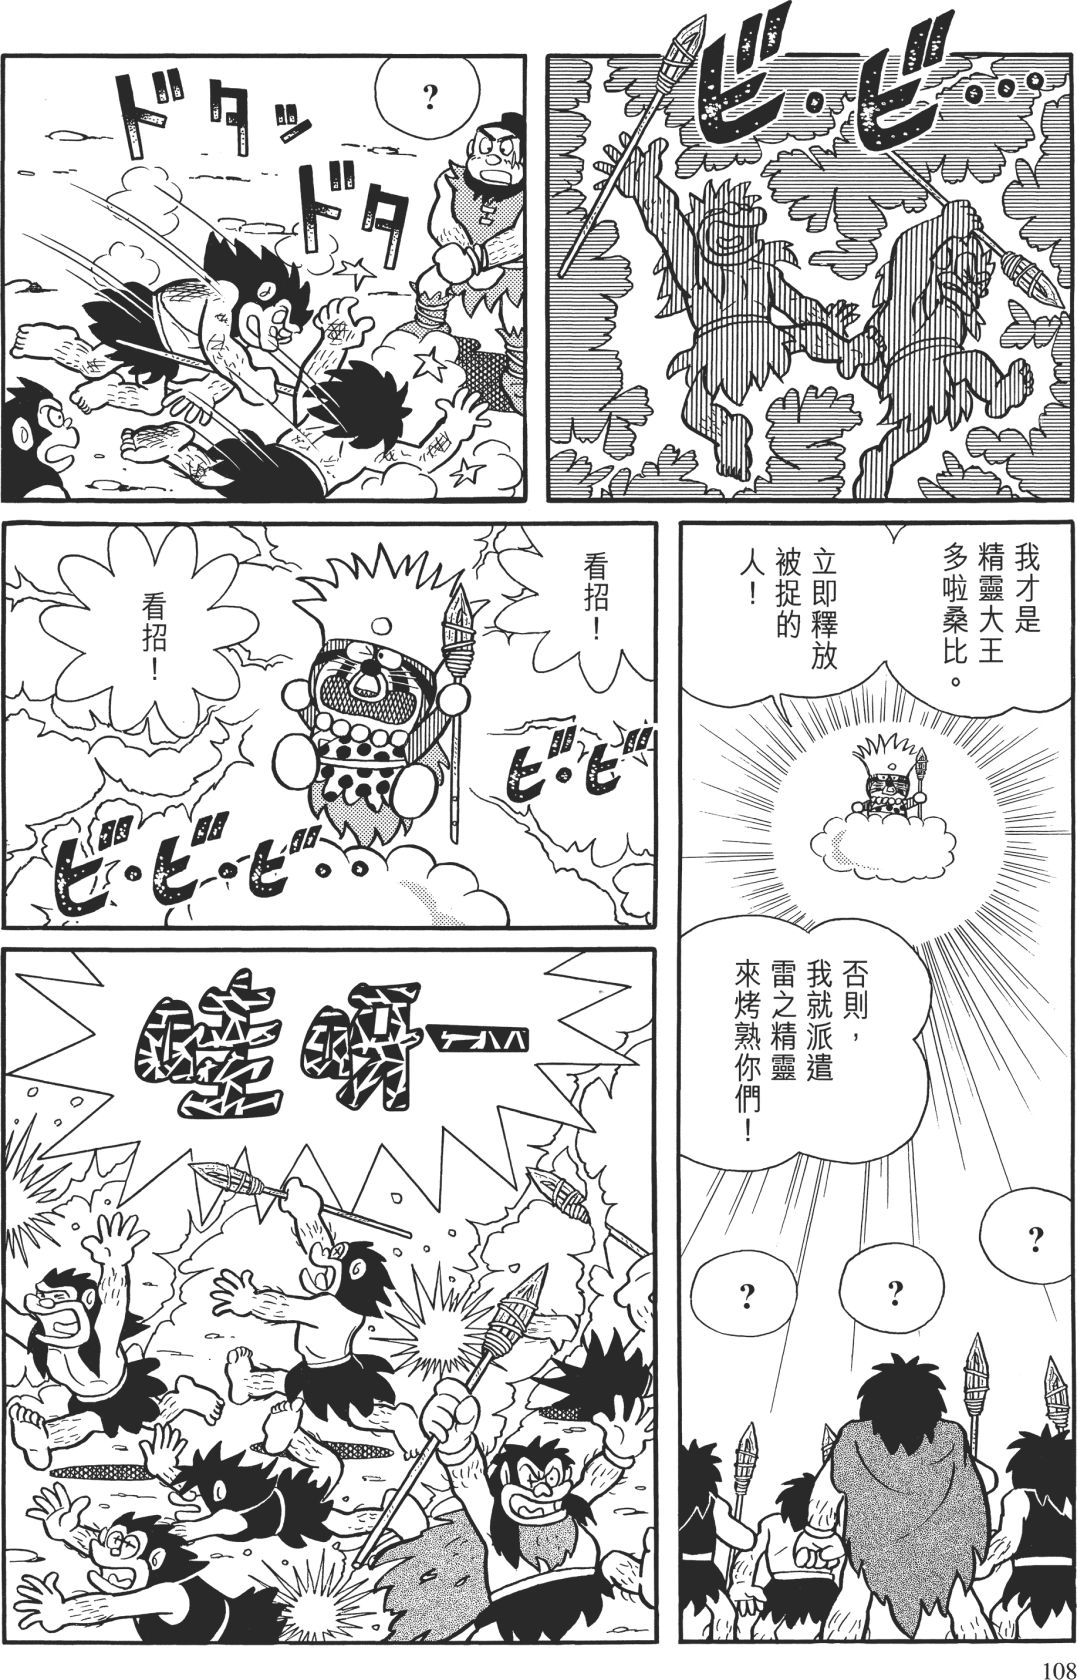 ビ・ビ・・・
？
ドタッ
ドタ
我才是
精靈大王
多啦桑比。
立即釋放
被捉的
人！
否則，
我就派遣
雷之精靈
來烤熟你們！
？
？
？
看招！
看招！
ビ・ビ
ビ・ビ・ビ・・・
哇呀—
108